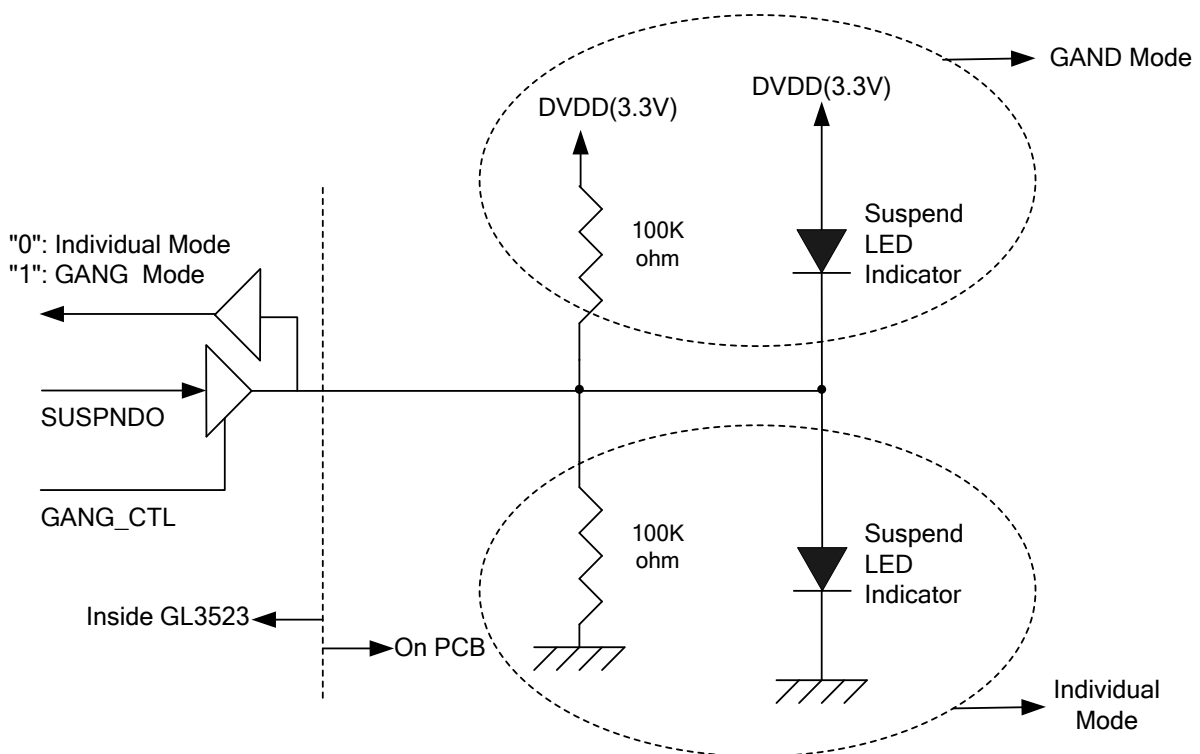 GAND Mode
DVDD(3.3V)
DVDD(3.3V)
100K
ohm
Suspend
LED
Indicator
"0": Individual Mode
"1": GANG Mode
SUSPNDO
GANG_CTL
100K
ohm
Suspend
LED
Indicator
Inside GL3523
On PCB
Individual
Mode